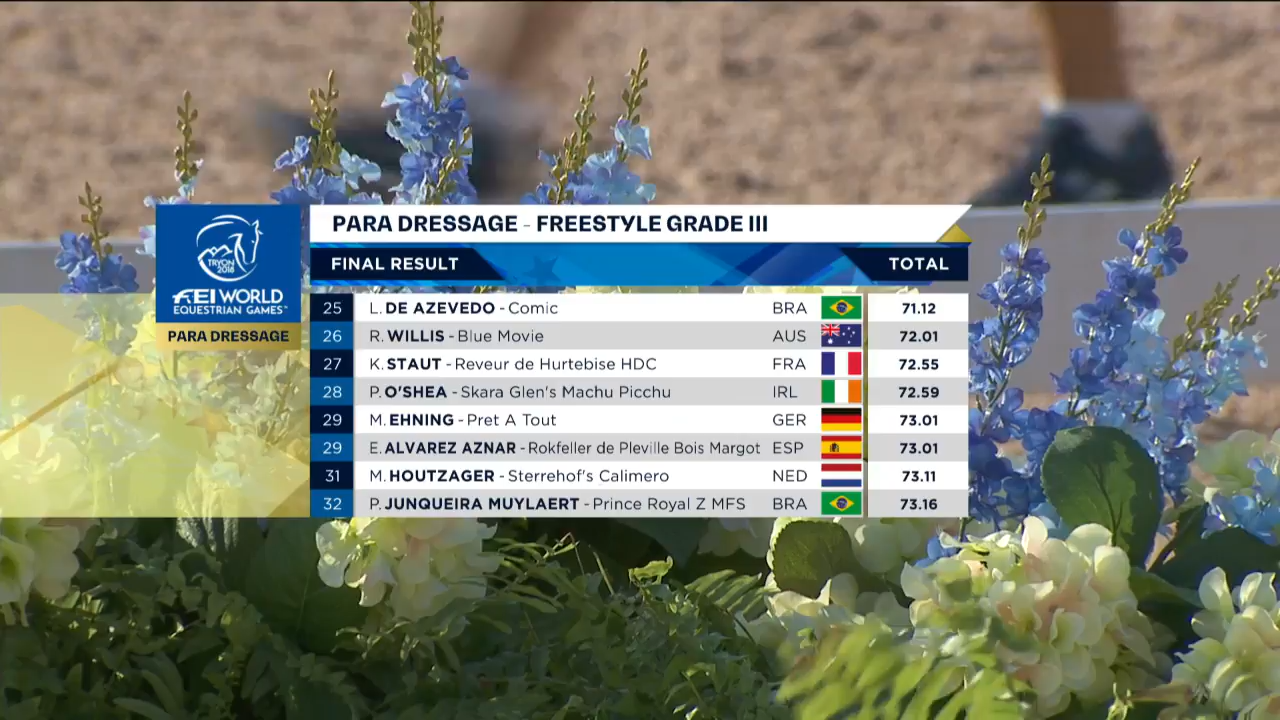 PARA DRESSAGE - FREESTYLE GRADE III
TRYON
2018
FEI WORLD
EQUESTRIAN GAMES™
PARA DRESSAGE
FINAL RESULT TOTAL
25 L. DE AZEVEDO - Comic BRA 71.12
26 R. WILLIS - Blue Movie AUS 72.01
27 K. STAUT - Reveur de Hurtebise HDC FRA 72.55
28 P. O'SHEA - Skara Glen's Machu Picchu IRL 72.59
29 M. EHNING - Pret A Tout GER 73.01
29 E. ALVAREZ AZNAR - Rokfeller de Pleville Bois Margot ESP 73.01
31 M. HOUTZAGER - Sterrehof's Calimero NED 73.11
32 P. JUNQUEIRA MUYLAERT - Prince Royal Z MFS BRA 73.16